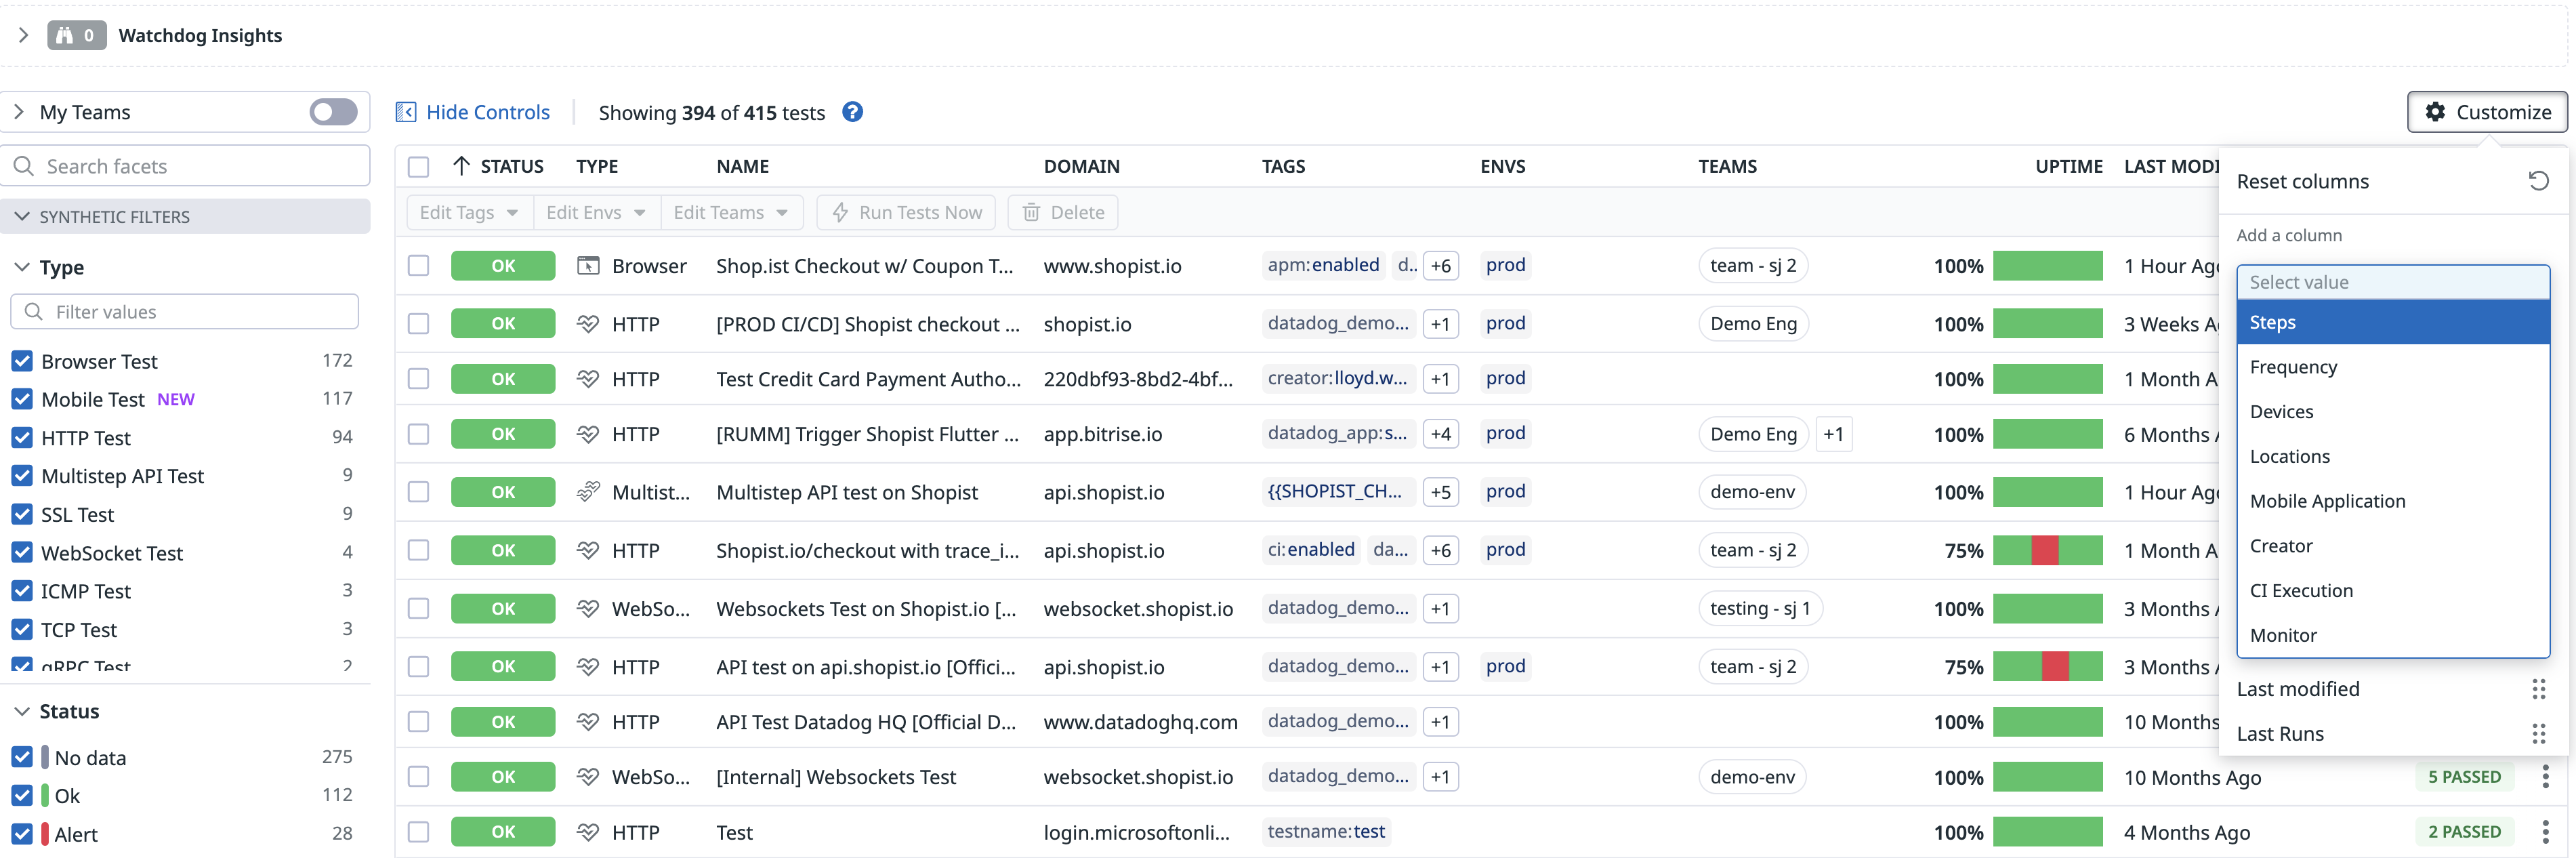 0 Watchdog Insights
My Teams
Hide Controls Showing 394 of 415 tests ? Customize
Search facets
STATUS TYPE NAME DOMAIN TAGS ENVS TEAMS UPTIME LAST MODI
Reset columns
SYNTHETIC FILTERS
Edit Tags Edit Envs Edit Teams Run Tests Now Delete
Add a column
Type
OK Browser Shop.ist Checkout w/ Coupon T... www.shopist.io apm:enabled d.. +6 prod team - sj 2 100% 1 Hour Ago
Select value
Filter values
OK HTTP [PROD CI/CD] Shopist checkout ... shopist.io datadog_demo... +1 prod Demo Eng 100% 3 Weeks A
Steps
Browser Test 172
Frequency
OK HTTP Test Credit Card Payment Autho... 220dbf93-8bd2-4bf... creator:lloyd.w... +1 prod 100% 1 Month A
Mobile Test NEW 117
Devices
HTTP Test 94
OK HTTP [RUMM] Trigger Shopist Flutter ... app.bitrise.io datadog_app:s... +4 prod Demo Eng +1 100% 6 Months A
Locations
Multistep API Test 9
OK Multist... Multistep API test on Shopist api.shopist.io {{SHOPIST_CH... +5 prod demo-env 100% 1 Hour Ago
Mobile Application
SSL Test 9
WebSocket Test 4
OK HTTP Shopist.io/checkout with trace_i... api.shopist.io ci:enabled da... +6 prod team - sj 2 75% 1 Month A
Creator
ICMP Test 3
CI Execution
OK WebSo... Websockets Test on Shopist.io [... websocket.shopist.io datadog_demo... +1 testing - sj 1 100% 3 Months A
TCP Test 3
Monitor
gRPC Test 2
OK HTTP API test on api.shopist.io [Offici... api.shopist.io datadog_demo... +1 prod team - sj 2 75% 3 Months A
Last modified
Status
OK HTTP API Test Datadog HQ [Official D... www.datadoghq.com datadog_demo... +1 100% 10 Months
Last Runs
No data 275
OK WebSo... [Internal] Websockets Test websocket.shopist.io datadog_demo... +1 demo-env 100% 10 Months Ago 5 PASSED
Ok 112
Alert 28
OK HTTP Test login.microsoftonli... testname:test 100% 4 Months Ago 2 PASSED